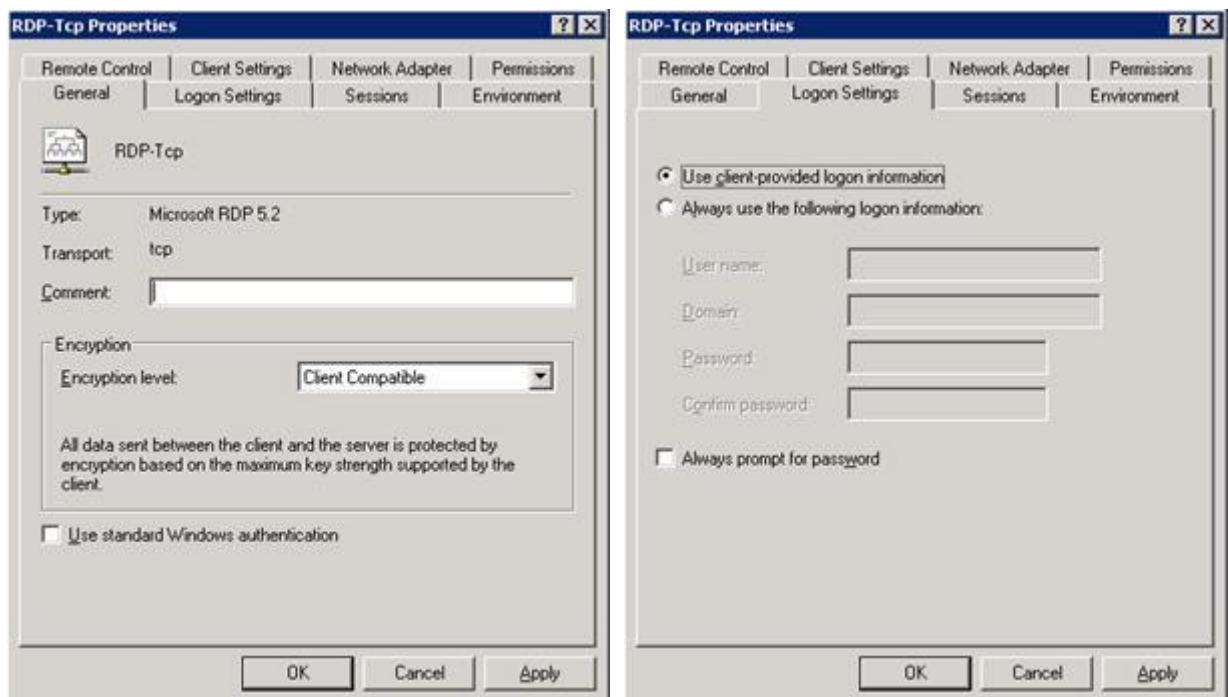 RDP-Tcp Properties
Remote Control Client Settings Network Adapter Permissions
General Logon Settings Sessions Environment
RDP-Tcp
Type: Microsoft RDP 5.2
Transport: tcp
Comment:
Encryption
Encryption level: Client Compatible
All data sent between the client and the server is protected by
encryption based on the maximum key strength supported by the
client.
Use standard Windows authentication
OK Cancel Apply
RDP-Tcp Properties
Remote Control Client Settings Network Adapter Permissions
General Logon Settings Sessions Environment
Use client-provided logon information
Always use the following logon information:
User name:
Domain:
Password:
Confirm password:
Always prompt for password
OK Cancel Apply